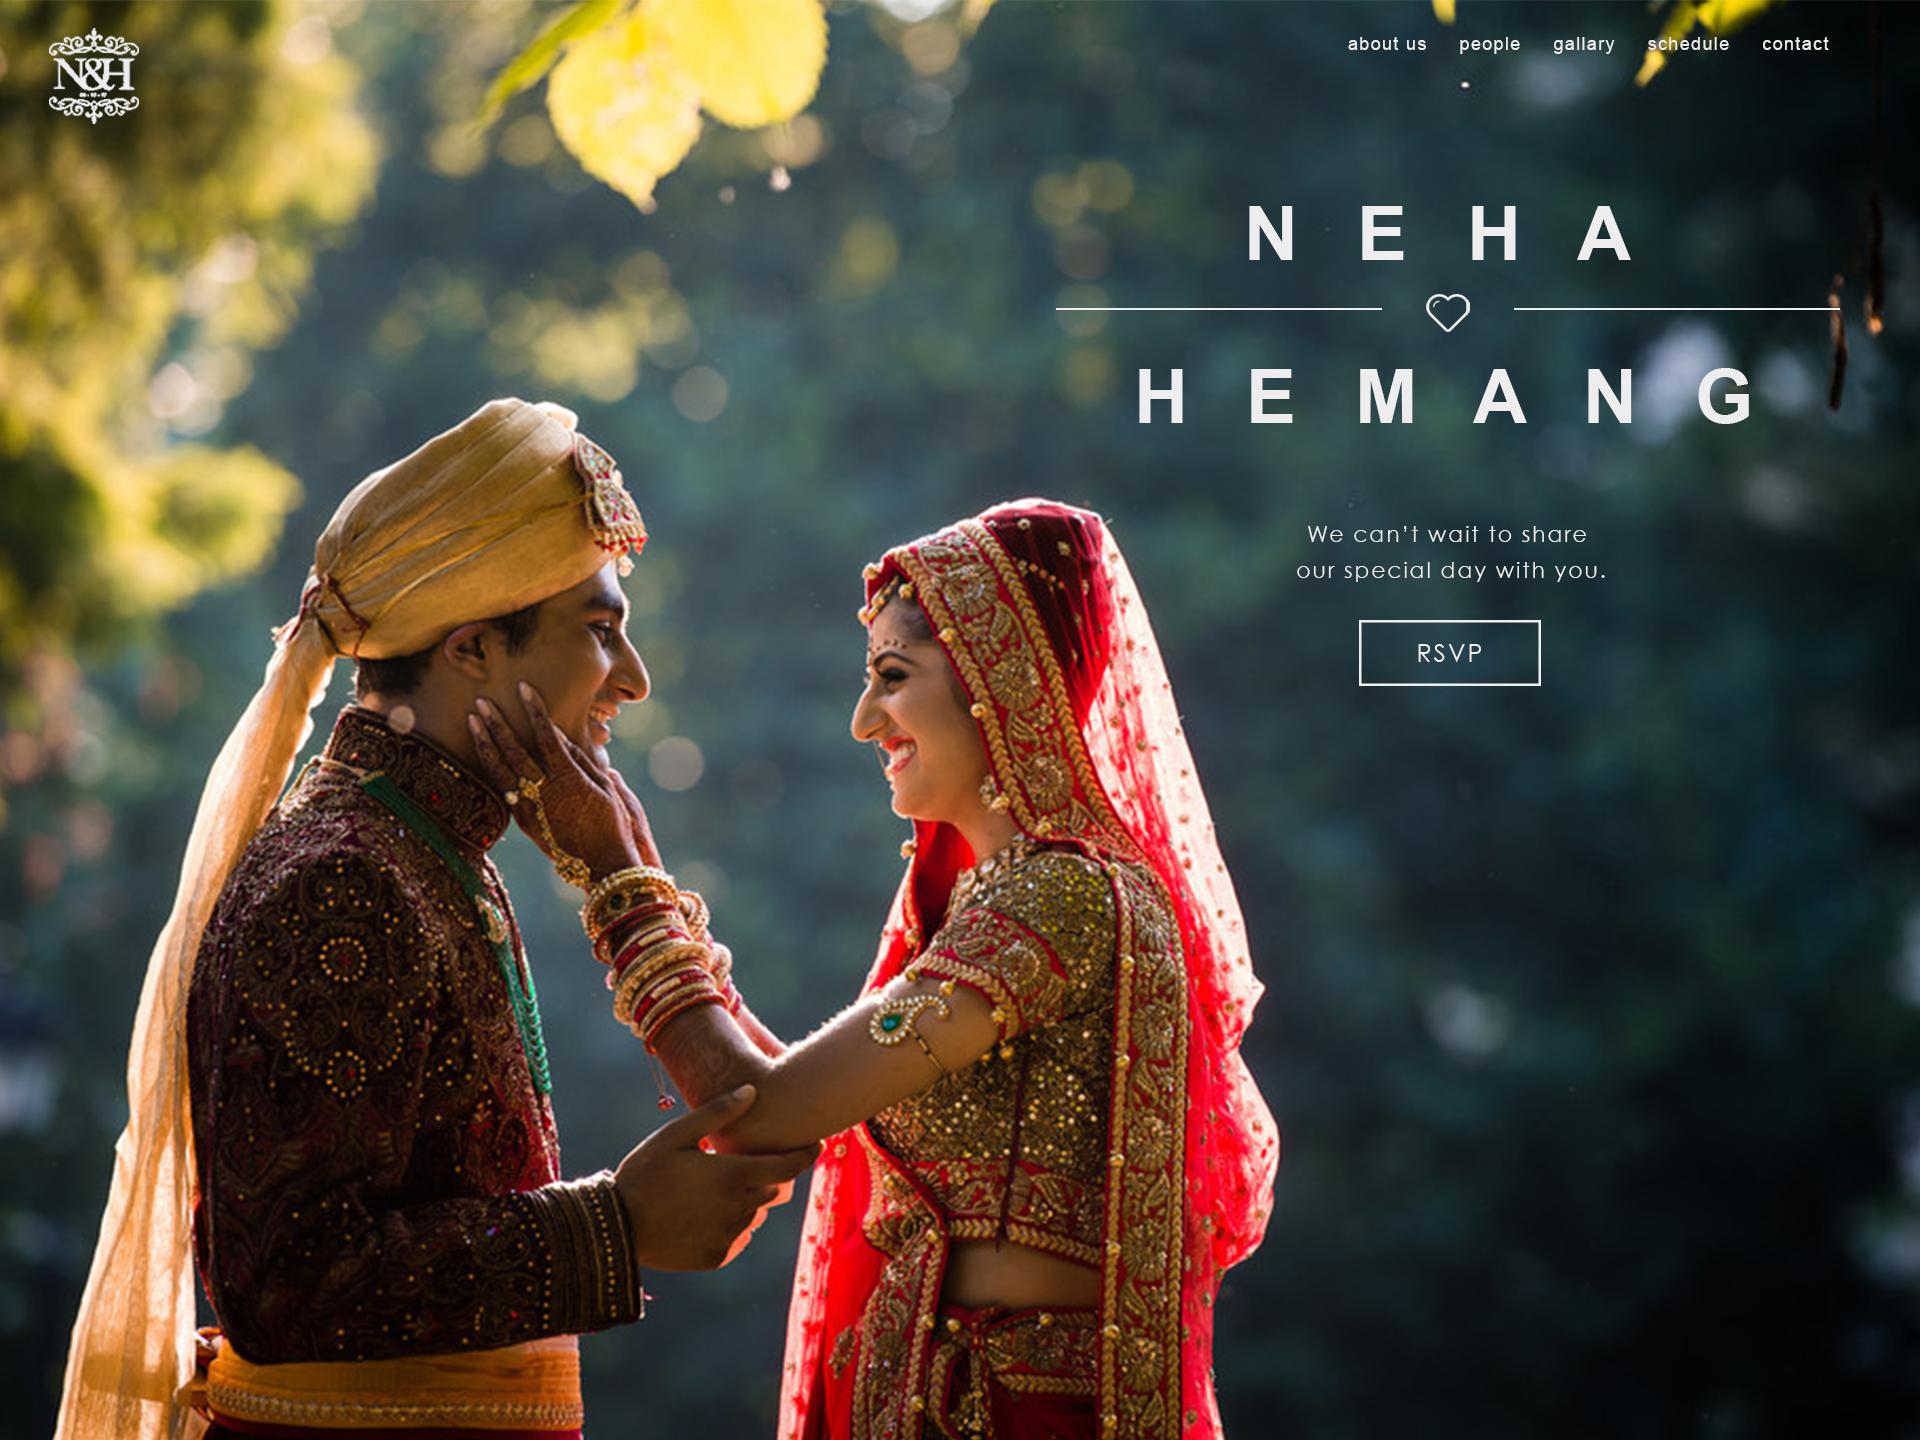 N&H
about us people gallary schedule contact
NEHA
HEMANG
We can’t wait to share
our special day with you.
RSVP